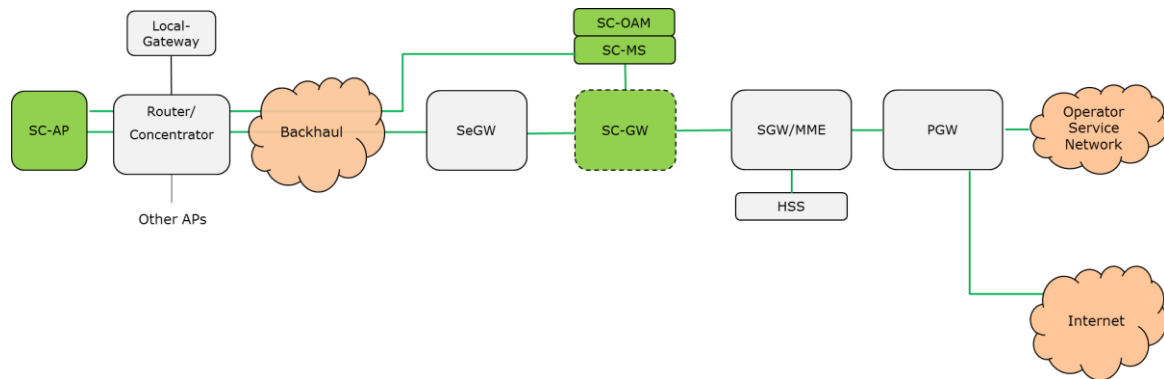 Local-
Gateway
SC-OAM
SC-MS
SC-AP
Router/
Concentrator
Backhaul
SeGW
SC-GW
SGW/MME
PGW
Operator
Service
Network
HSS
Other APs
Internet